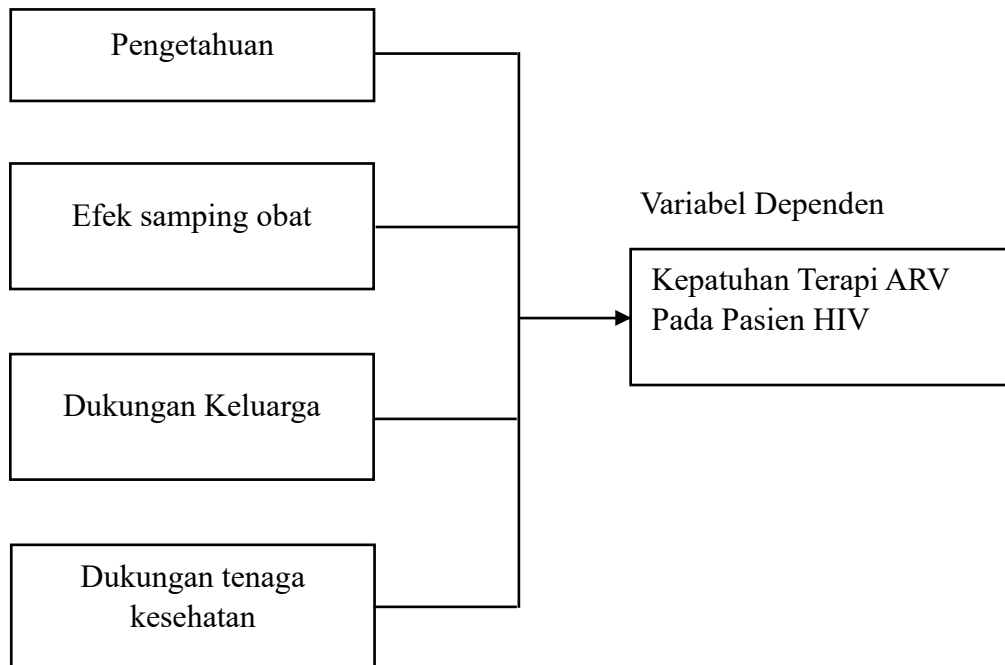 Pengetahuan
Efek samping obat
Variabel Dependen
Kepatuhan Terapi ARV
Pada Pasien HIV
Dukungan Keluarga
Dukungan tenaga
kesehatan